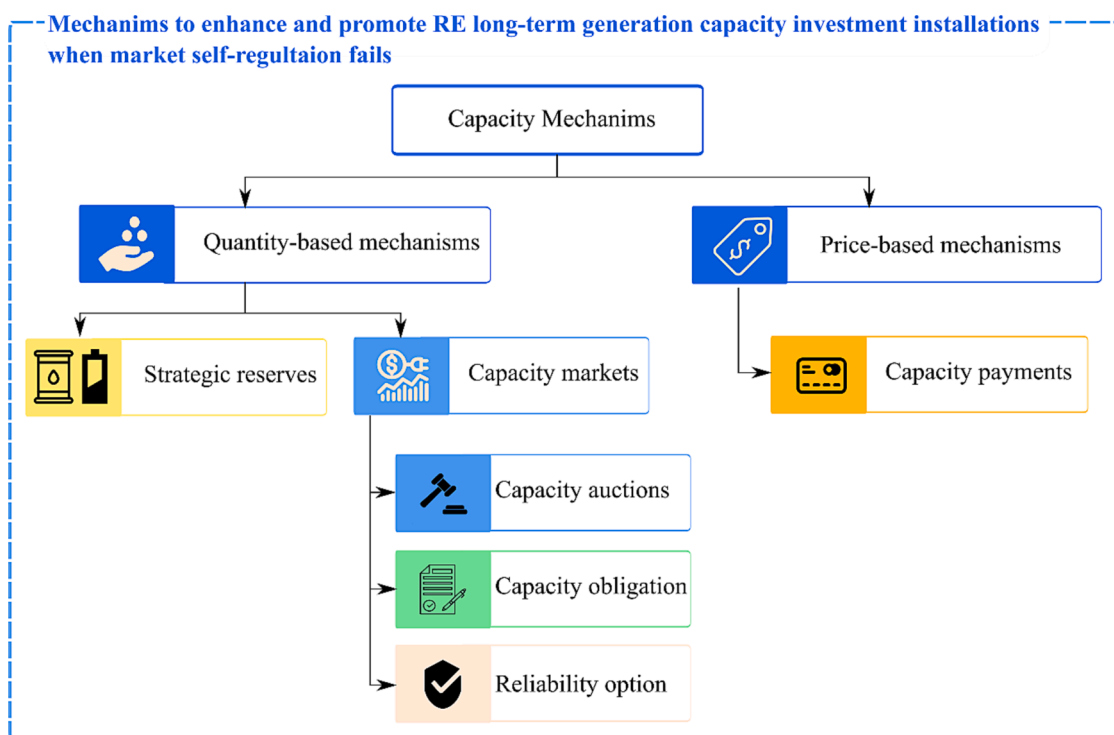 Mechanims to enhance and promote RE long-term generation capacity investment installations
when market self-regultaion fails
Capacity Mechanims
Quantity-based mechanisms
Price-based mechanisms
Strategic reserves
Capacity markets
Capacity payments
Capacity auctions
Capacity obligation
Reliability option